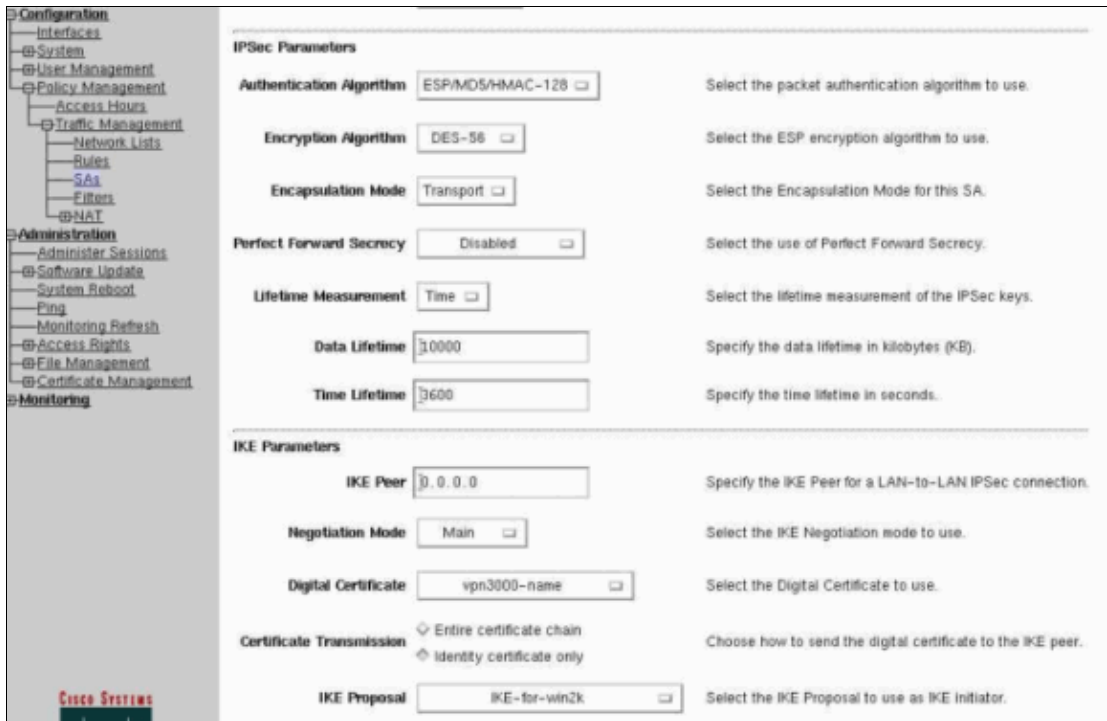 Configuration
Interfaces
System
User Management
Policy Management
Access Hours
Traffic Management
Network Lists
Rules
SAs
Filters
NAT
Administration
Administer Sessions
Software Update
System Reboot
Ping
Monitoring Refresh
Access Rights
File Management
Certificate Management
Monitoring
CISCO SYSTEMS
IPSec Parameters
Authentication Algorithm ESP/MD5/HMAC-128 Select the packet authentication algorithm to use.
Encryption Algorithm DES-56 Select the ESP encryption algorithm to use.
Encapsulation Mode Transport Select the Encapsulation Mode for this SA.
Perfect Forward Secrecy Disabled Select the use of Perfect Forward Secrecy.
Lifetime Measurement Time Select the lifetime measurement of the IPSec keys.
Data Lifetime 10000 Specify the data lifetime in kilobytes (KB).
Time Lifetime 3600 Specify the time lifetime in seconds.
IKE Parameters
IKE Peer 0.0.0.0 Specify the IKE Peer for a LAN-to-LAN IPSec connection.
Negotiation Mode Main Select the IKE Negotiation mode to use.
Digital Certificate vpn3000-name Select the Digital Certificate to use.
Certificate Transmission Entire certificate chain
Identity certificate only Choose how to send the digital certificate to the IKE peer.
IKE Proposal IKE-for-win2k Select the IKE Proposal to use as IKE initiator.